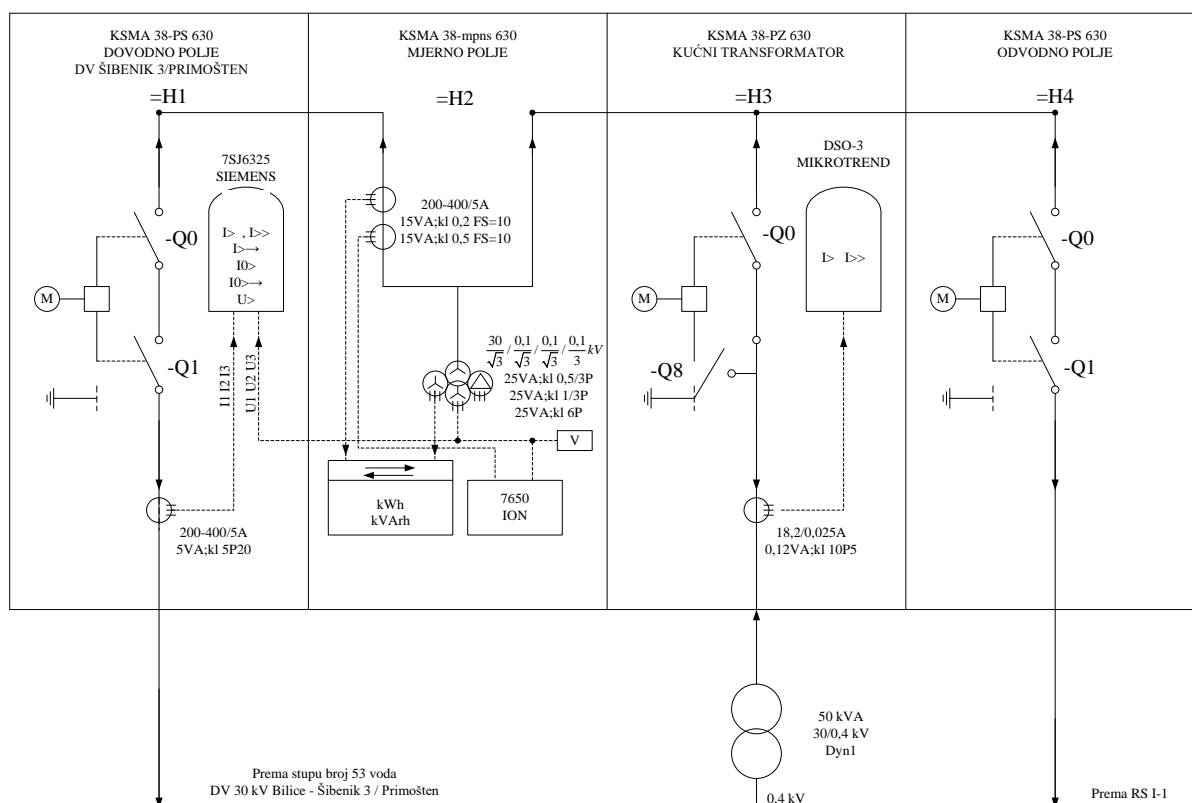 KSMA 38-PS 630
DOVODNO POLJE
DV ŠIBENIK 3/PRIMOŠTEN
=H1
7SJ6325
SIEMENS
I> , I>>
I>→
I0>
I0>→
U>
-Q0
M
-Q1
I1 I2 I3
U1 U2 U3
200-400/5A
5VA;kl 5P20
KSMA 38-mpns 630
MJERNO POLJE
=H2
200-400/5A
15VA;kl 0,2 FS=10
15VA;kl 0,5 FS=10
30/√3 / 0,1/√3 / 0,1/√3 / 0,1/3 kV
25VA;kl 0,5/3P
25VA;kl 1/3P
25VA;kl 6P
V
kWh
kVArh
7650
ION
KSMA 38-PZ 630
KUĆNI TRANSFORMATOR
=H3
DSO-3
MIKROTREND
I> I>>
-Q0
M
-Q8
18,2/0,025A
0,12VA;kl 10P5
KSMA 38-PS 630
ODVODNO POLJE
=H4
-Q0
M
-Q1
Prema stupu broj 53 voda
DV 30 kV Bilice - Šibenik 3 / Primošten
50 kVA
30/0,4 kV
Dyn1
0,4 kV
Prema RS I-1